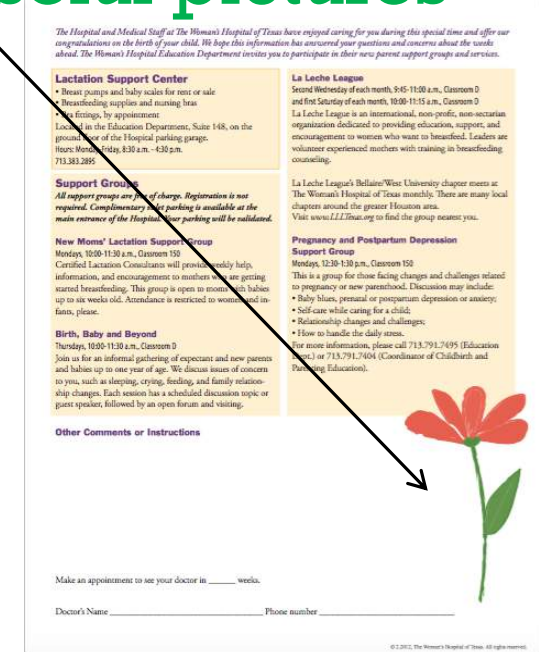 useful pictures
The Hospital and Medical Staff at The Woman's Hospital of Texas have enjoyed caring for you during this special time and offer our
congratulations on the birth of your child. We hope this information has answered your questions and concerns about the weeks
ahead. The Woman's Hospital Education Department invites you to participate in their new parent support groups and services.
Lactation Support Center
• Breast pumps and baby scales for rent or sale
• Breastfeeding supplies and nursing bras
• Bra fittings, by appointment
Located in the Education Department, Suite 148, on the
ground floor of the Hospital parking garage.
Hours: Monday-Friday, 8:30 a.m. - 4:30 p.m.
713.383.2895
Support Groups
All support groups are free of charge. Registration is not
required. Complimentary valet parking is available at the
main entrance of the Hospital. Your parking will be validated.
New Moms' Lactation Support Group
Mondays, 10:00-11:30 a.m., Classroom 150
Certified Lactation Consultants will provide weekly help,
information, and encouragement to mothers who are getting
started breastfeeding. This group is open to moms with babies
up to six weeks old. Attendance is restricted to women and in-
fants, please.
Birth, Baby and Beyond
Thursdays, 10:00-11:30 a.m., Classroom D
Join us for an informal gathering of expectant and new parents
and babies up to one year of age. We discuss issues of concern
to you, such as sleeping, crying, feeding, and family relation-
ship changes. Each session has a scheduled discussion topic or
guest speaker, followed by an open forum and visiting.
La Leche League
Second Wednesday of each month, 9:45-11:00 a.m., Classroom D
and first Saturday of each month, 10:00-11:15 a.m., Classroom D
La Leche League is an international, non-profit, non-sectarian
organization dedicated to providing education, support, and
encouragement to women who want to breastfeed. Leaders are
volunteer experienced mothers with training in breastfeeding
counseling.
La Leche League's Bellaire/West University chapter meets at
The Woman's Hospital of Texas monthly. There are many local
chapters around the greater Houston area.
Visit www.LLLTexas.org to find the group nearest you.
Pregnancy and Postpartum Depression
Support Group
Mondays, 12:30-1:30 p.m., Classroom 150
This is a group for those facing changes and challenges related
to pregnancy or new parenthood. Discussion may include:
• Baby blues, prenatal or postpartum depression or anxiety;
• Self-care while caring for a child;
• Relationship changes and challenges;
• How to handle the daily stress.
For more information, please call 713.791.7495 (Education
Dept.) or 713.791.7404 (Coordinator of Childbirth and
Parenting Education).
Other Comments or Instructions
Make an appointment to see your doctor in ______ weeks.
Doctor's Name ______ Phone number ______
2.2012, The Woman's Hospital of Texas. All rights reserved.